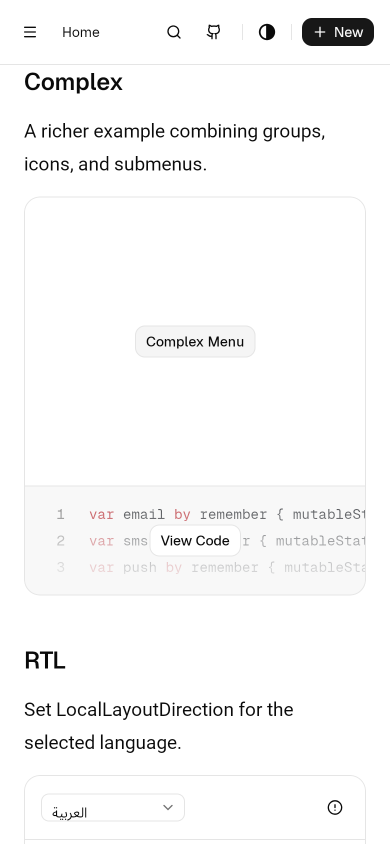 Home
New
Complex
A richer example combining groups,
icons, and submenus.
Complex Menu
1 var email by remember { mutableSt
2 var sms r { mutableStat
View Code
3 var push by remember { mutableSta
RTL
Set LocalLayoutDirection for the
selected language.
العربية